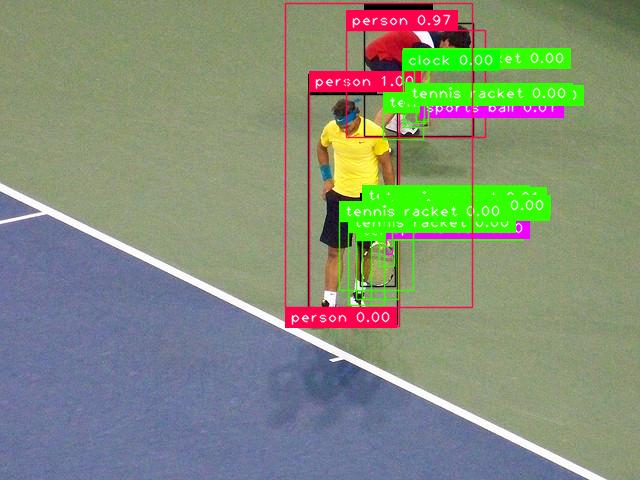 person 0.97
clock 0.00
ket 0.00
tennis racket 0.00
sports ball 0.01
person 1.00
0.00
tennis racket 0.00
tennis racket 0.00
person 0.00